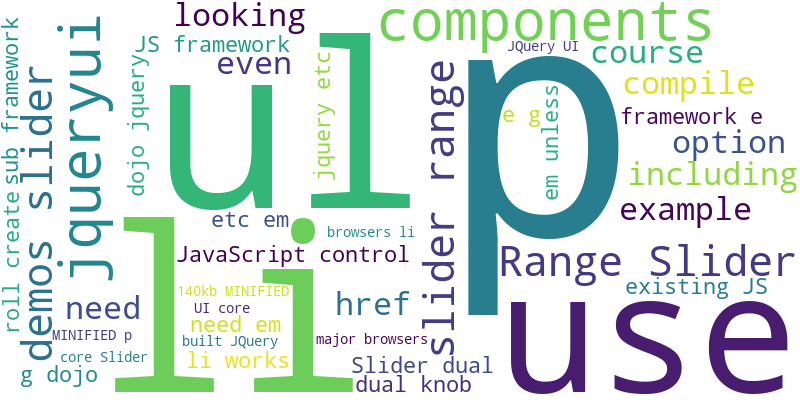 looking
components
JS framework
JQuery UI
even
course
compile
ul
p
jqueryui
demos slider
sub framework
roll create
dojo jquery
jquery etc
slider range
e g
em unless
framework e
option
including
example
etc em
browsers li
JavaScript control
Range Slider
existing JS
li
use
140kb MINIFIED
UI core
need
need em
href
MINIFIED p
built JQuery
major browsers
core Slider
li works
Slider dual
g dojo
dual knob